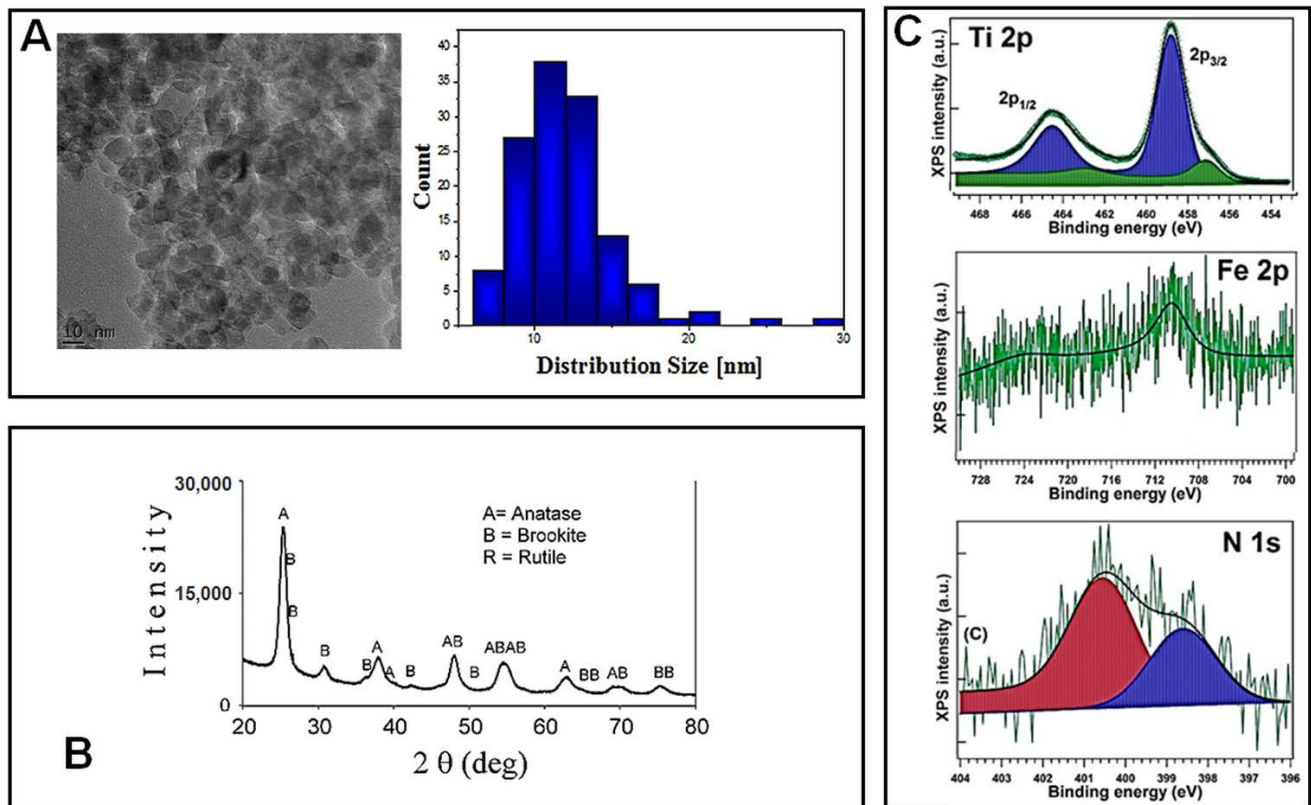 A
10 nm
Count
40
35
30
25
20
15
10
5
0
10 20 30
Distribution Size [nm]
B
Intensity
30,000
15,000
0
A= Anatase
B = Brookite
R = Rutile
A
B
B
B
B
A
A
B
AB
B
ABAB
A
BB
AB
BB
20 30 40 50 60 70 80
2 θ (deg)
C
Ti 2p
2p1/2
2p3/2
XPS intensity (a.u.)
468 466 464 462 460 458 456 454
Binding energy (eV)
Fe 2p
XPS intensity (a.u.)
728 724 720 716 712 708 704 700
Binding energy (eV)
N 1s
(C)
XPS intensity (a.u.)
404 403 402 401 400 399 398 397 396
Binding energy (eV)